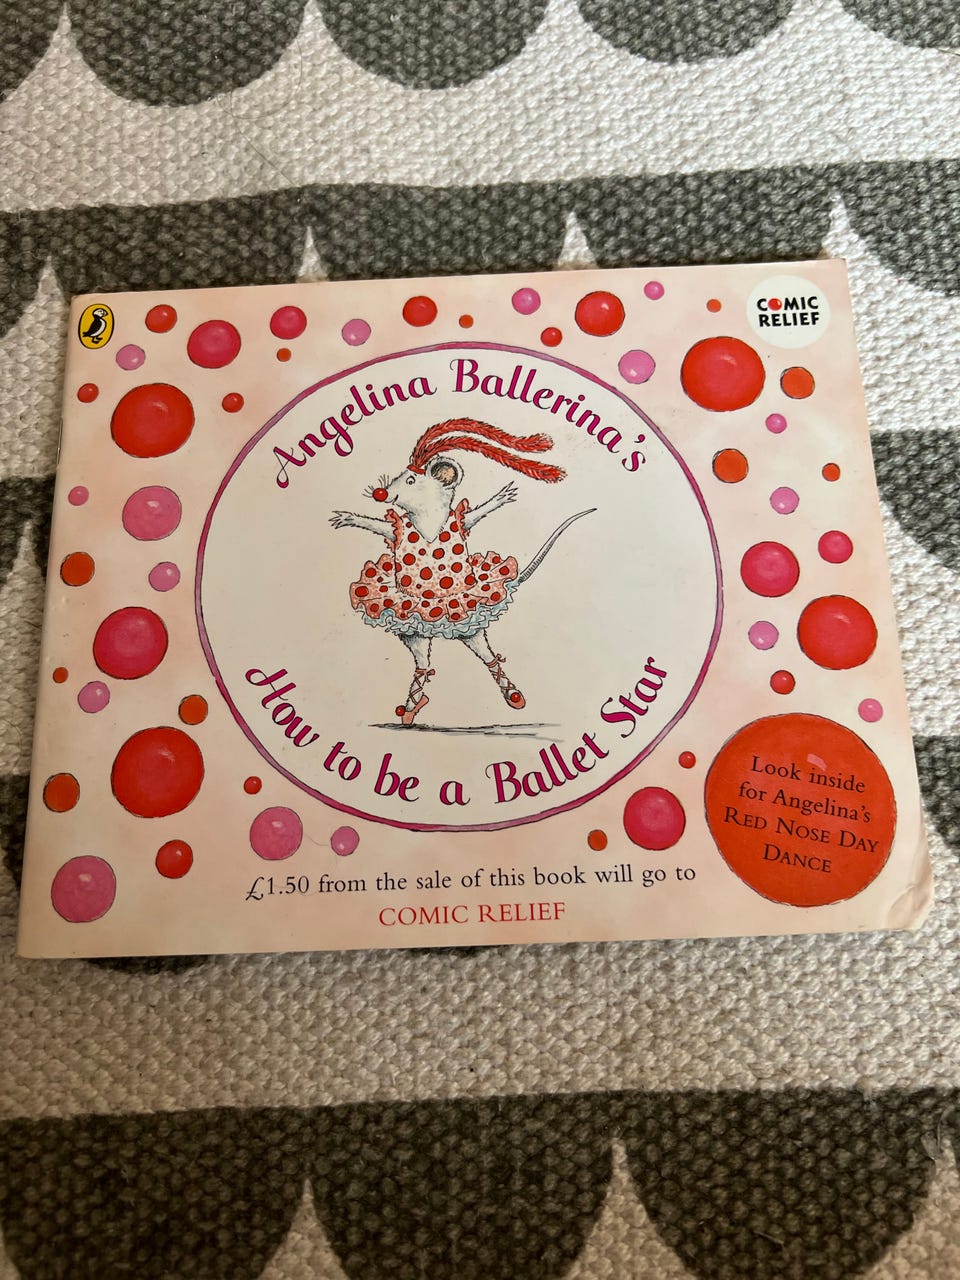 COMIC
RELIEF
Angelina Ballerina's
How to be a Ballet Star
Look inside
for Angelina's
RED NOSE DAY
DANCE
£1.50 from the sale of this book will go to
COMIC RELIEF